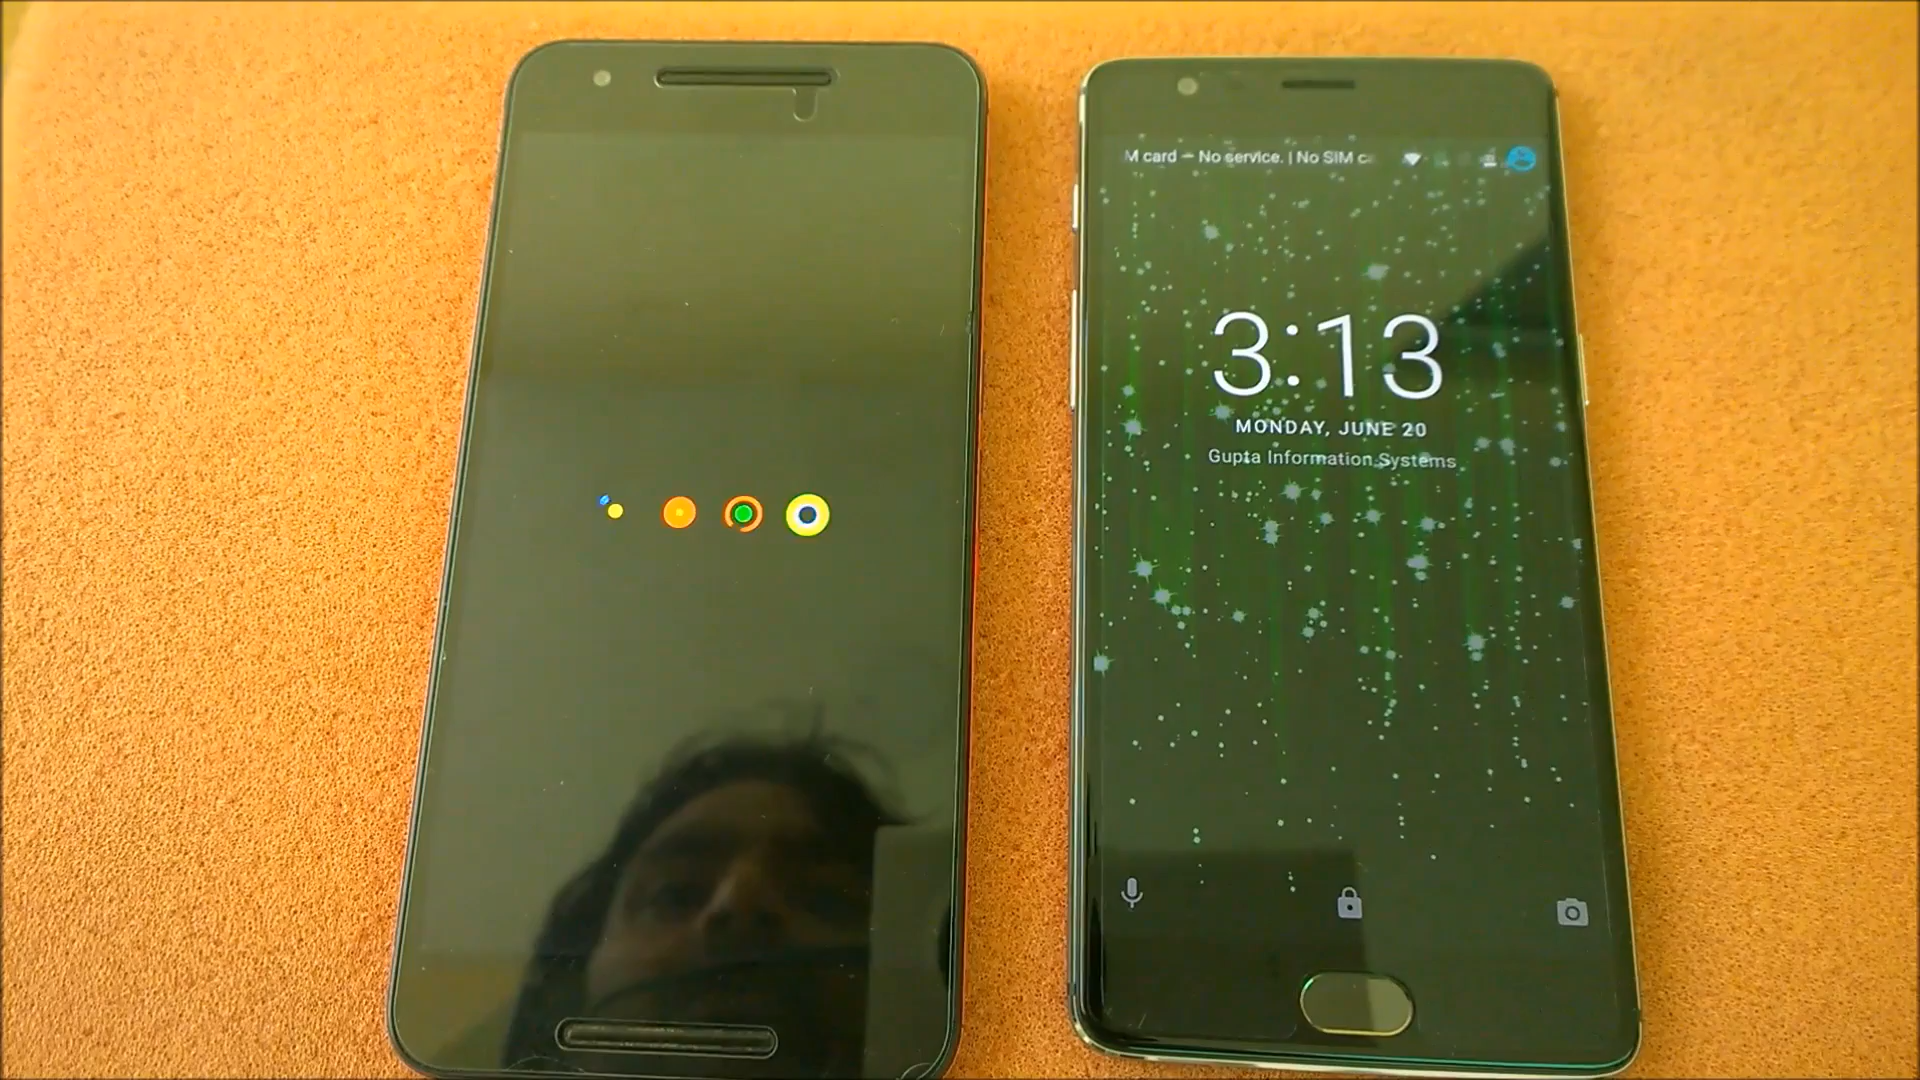 M card — No service. | No SIM c
3:13
MONDAY, JUNE 20
Gupta Information Systems